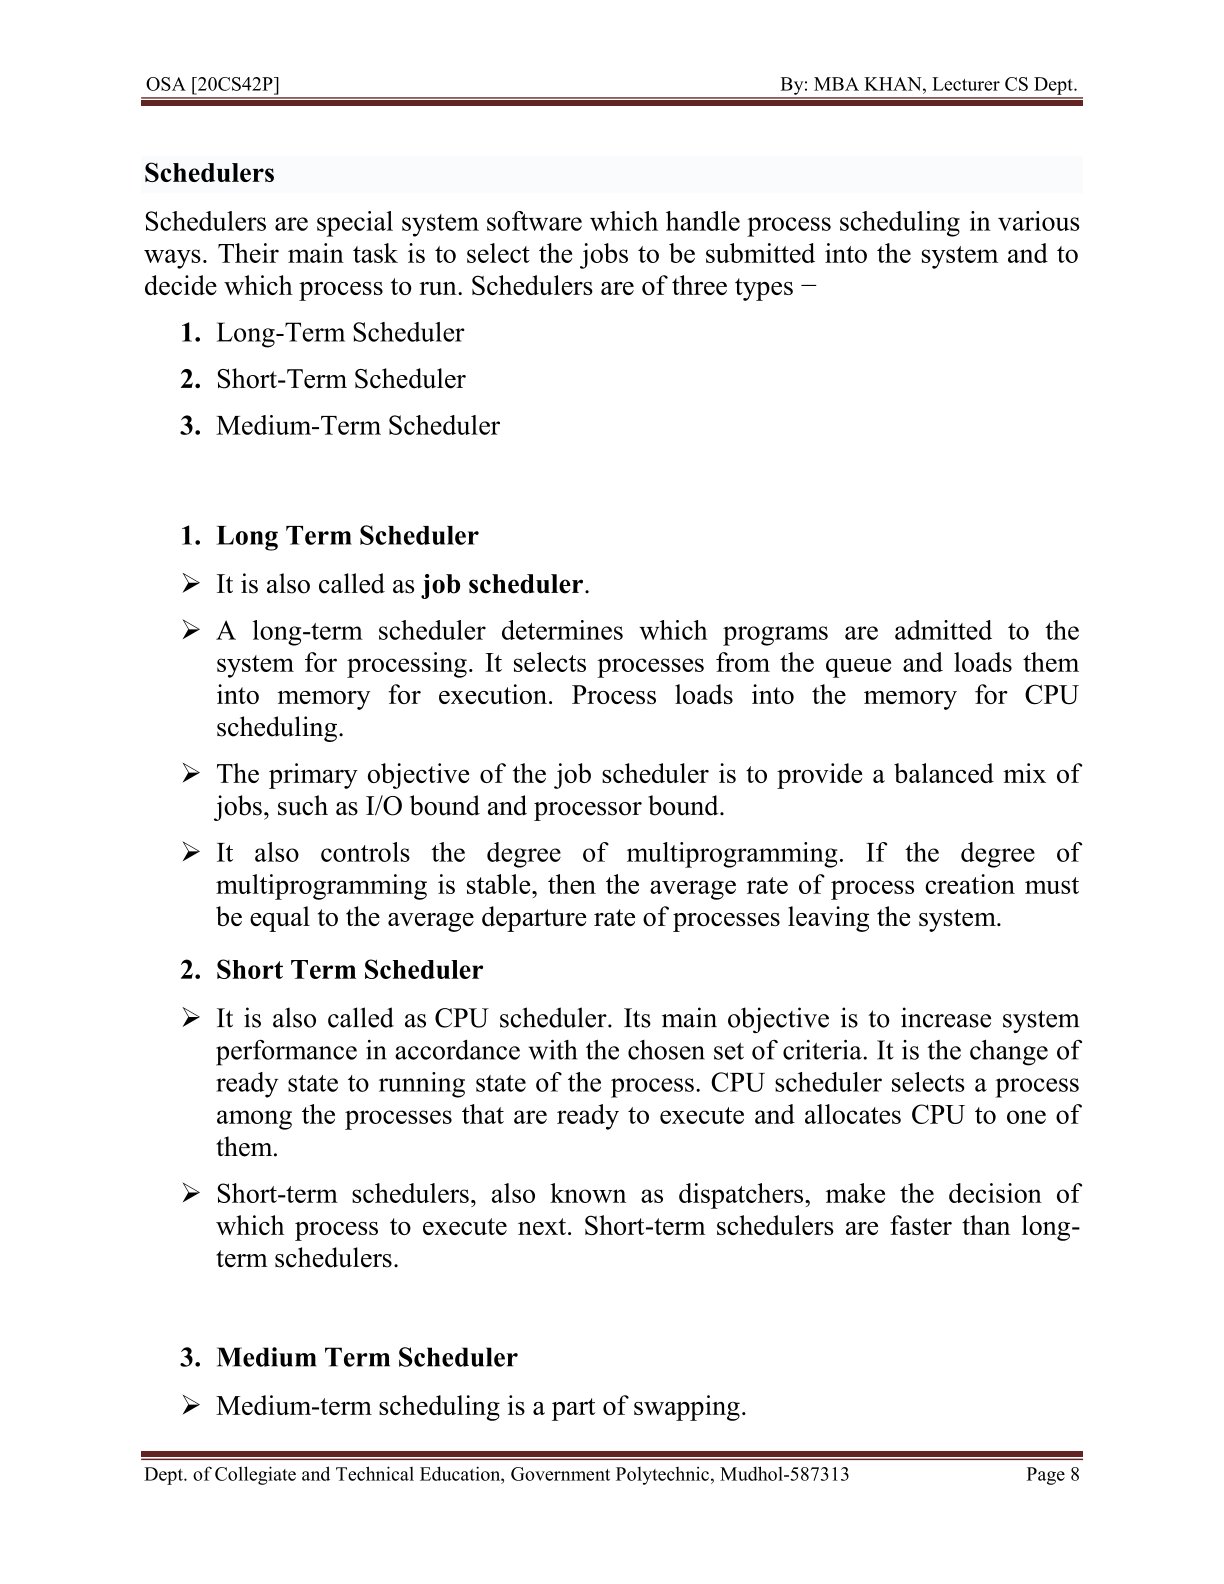 OSA [20CS42P] By: MBA KHAN, Lecturer CS Dept.
Schedulers
Schedulers are special system software which handle process scheduling in various
ways. Their main task is to select the jobs to be submitted into the system and to
decide which process to run. Schedulers are of three types −
1. Long-Term Scheduler
2. Short-Term Scheduler
3. Medium-Term Scheduler
1. Long Term Scheduler
➢ It is also called as job scheduler.
➢ A long-term scheduler determines which programs are admitted to the
system for processing. It selects processes from the queue and loads them
into memory for execution. Process loads into the memory for CPU
scheduling.
➢ The primary objective of the job scheduler is to provide a balanced mix of
jobs, such as I/O bound and processor bound.
➢ It also controls the degree of multiprogramming. If the degree of
multiprogramming is stable, then the average rate of process creation must
be equal to the average departure rate of processes leaving the system.
2. Short Term Scheduler
➢ It is also called as CPU scheduler. Its main objective is to increase system
performance in accordance with the chosen set of criteria. It is the change of
ready state to running state of the process. CPU scheduler selects a process
among the processes that are ready to execute and allocates CPU to one of
them.
➢ Short-term schedulers, also known as dispatchers, make the decision of
which process to execute next. Short-term schedulers are faster than long-
term schedulers.
3. Medium Term Scheduler
➢ Medium-term scheduling is a part of swapping.
Dept. of Collegiate and Technical Education, Government Polytechnic, Mudhol-587313 Page 8